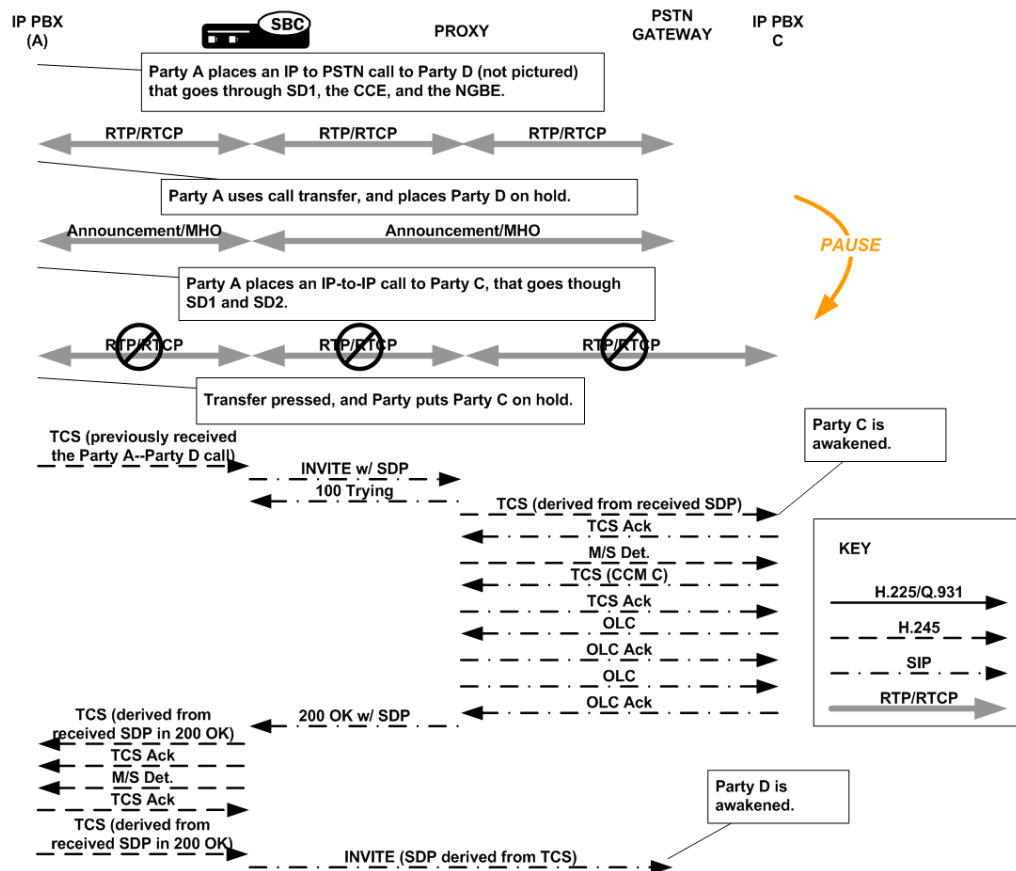 IP PBX
(A)
SBC
PROXY
PSTN
GATEWAY
IP PBX
C
Party A places an IP to PSTN call to Party D (not pictured)
that goes through SD1, the CCE, and the NGBE.
RTP/RTCP
RTP/RTCP
RTP/RTCP
Party A uses call transfer, and places Party D on hold.
Announcement/MHO
Announcement/MHO
PAUSE
Party A places an IP-to-IP call to Party C, that goes though
SD1 and SD2.
RTP/RTCP
RTP/RTCP
RTP/RTCP
Transfer pressed, and Party puts Party C on hold.
Party C is
awakened.
TCS (previously received
the Party A--Party D call)
INVITE w/ SDP
100 Trying
TCS (derived from received SDP)
TCS Ack
M/S Det.
TCS (CCM C)
TCS Ack
OLC
OLC Ack
OLC
OLC Ack
KEY
H.225/Q.931
H.245
SIP
RTP/RTCP
200 OK w/ SDP
TCS (derived from
received SDP in 200 OK)
TCS Ack
M/S Det.
TCS Ack
TCS (derived from
received SDP in 200 OK)
Party D is
awakened.
INVITE (SDP derived from TCS)